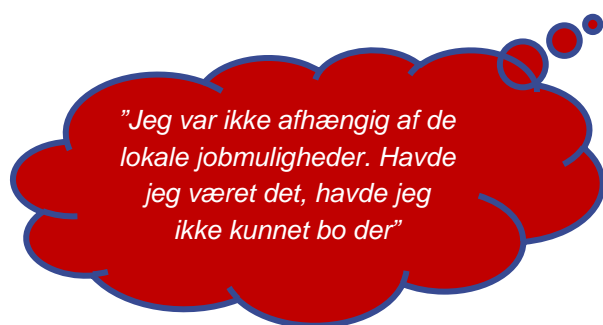 ”Jeg var ikke afhængig af de
lokale jobmuligheder. Havde
jeg været det, havde jeg
ikke kunnet bo der”